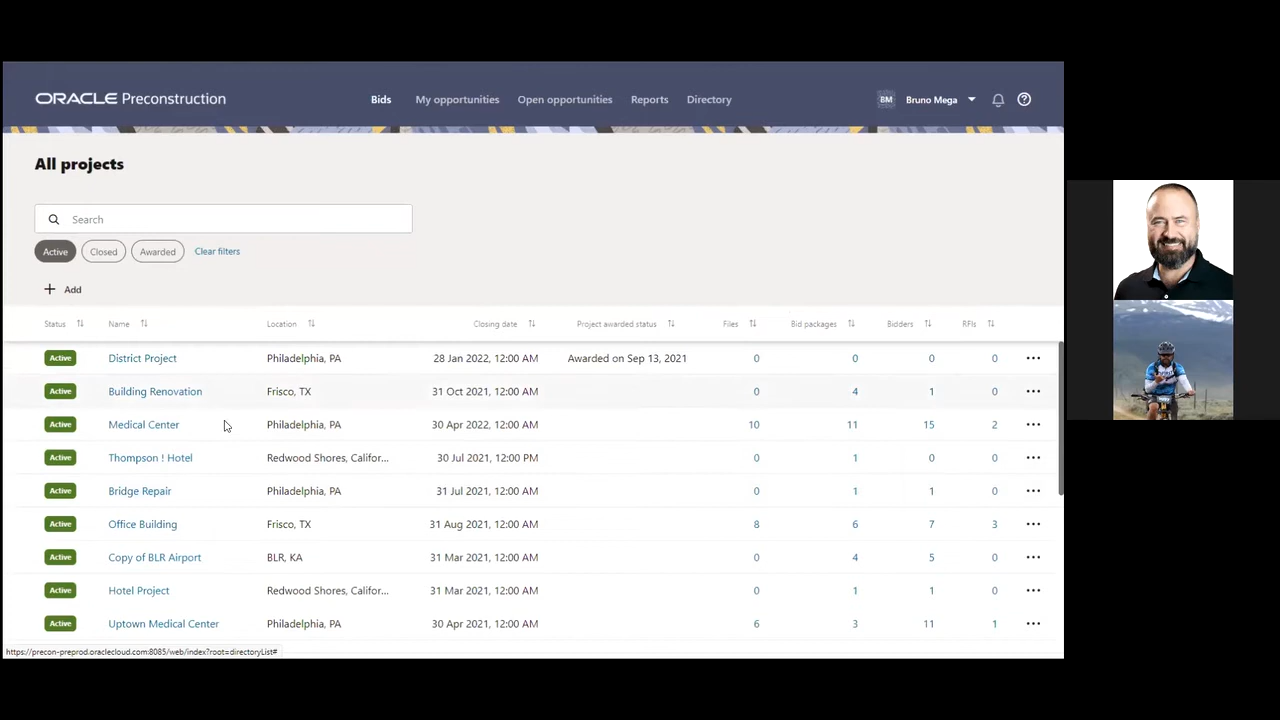 ORACLE Preconstruction Bids My opportunities Open opportunities Reports Directory BM Bruno Mega
All projects
Search
Active Closed Awarded Clear filters
+ Add
Status Name Location Closing date Project awarded status Files Bid packages Bidders RFIs
Active District Project Philadelphia, PA 28 Jan 2022, 12:00 AM Awarded on Sep 13, 2021 0 0 0 0 ...
Active Building Renovation Frisco, TX 31 Oct 2021, 12:00 AM 0 4 1 0 ...
Active Medical Center Philadelphia, PA 30 Apr 2022, 12:00 AM 10 11 15 2 ...
Active Thompson ! Hotel Redwood Shores, Califor... 30 Jul 2021, 12:00 PM 0 1 0 0 ...
Active Bridge Repair Philadelphia, PA 31 Jul 2021, 12:00 AM 0 1 1 0 ...
Active Office Building Frisco, TX 31 Aug 2021, 12:00 AM 8 6 7 3 ...
Active Copy of BLR Airport BLR, KA 31 Mar 2021, 12:00 AM 0 4 5 0 ...
Active Hotel Project Redwood Shores, Califor... 31 Mar 2021, 12:00 AM 0 1 1 0 ...
Active Uptown Medical Center Philadelphia, PA 30 Apr 2021, 12:00 AM 6 3 11 1 ...
https://precon-preprod.oraclecloud.com:8085/web/index?root=directoryList#